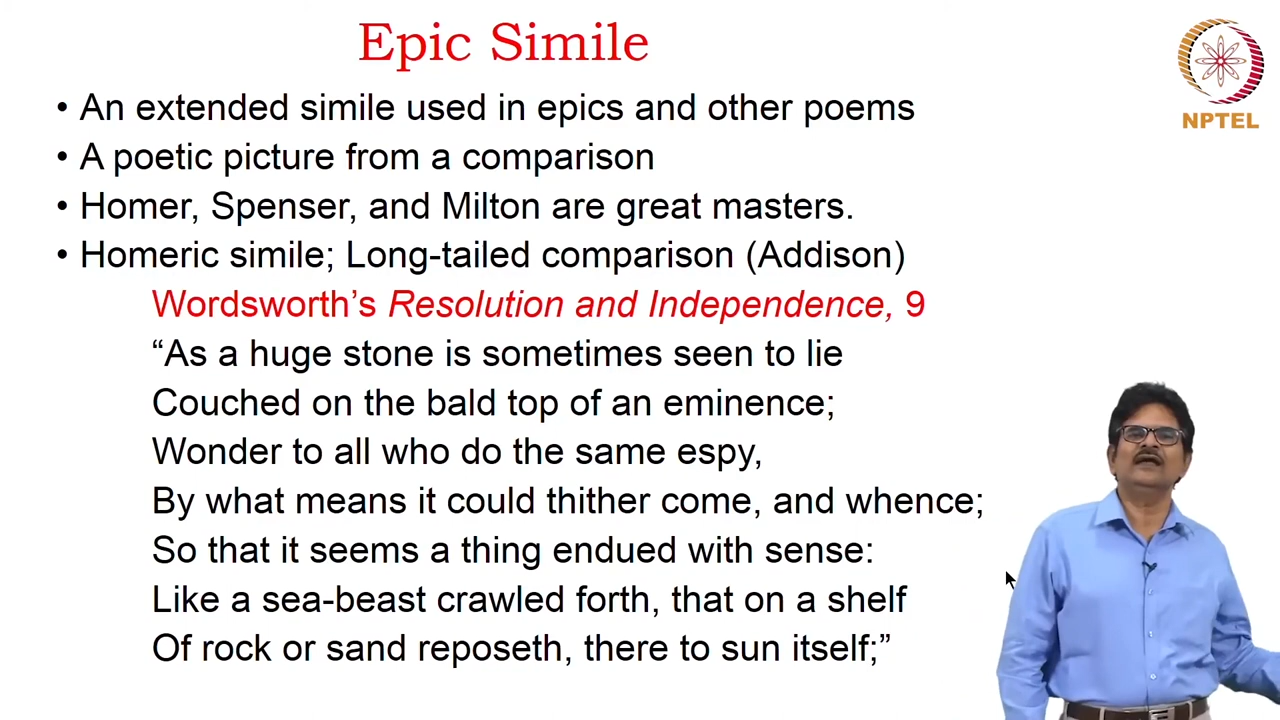 Epic Simile
NPTEL
• An extended simile used in epics and other poems
• A poetic picture from a comparison
• Homer, Spenser, and Milton are great masters.
• Homeric simile; Long-tailed comparison (Addison)
Wordsworth’s Resolution and Independence, 9
“As a huge stone is sometimes seen to lie
Couched on the bald top of an eminence;
Wonder to all who do the same espy,
By what means it could thither come, and whence;
So that it seems a thing endued with sense:
Like a sea-beast crawled forth, that on a shelf
Of rock or sand reposeth, there to sun itself;”